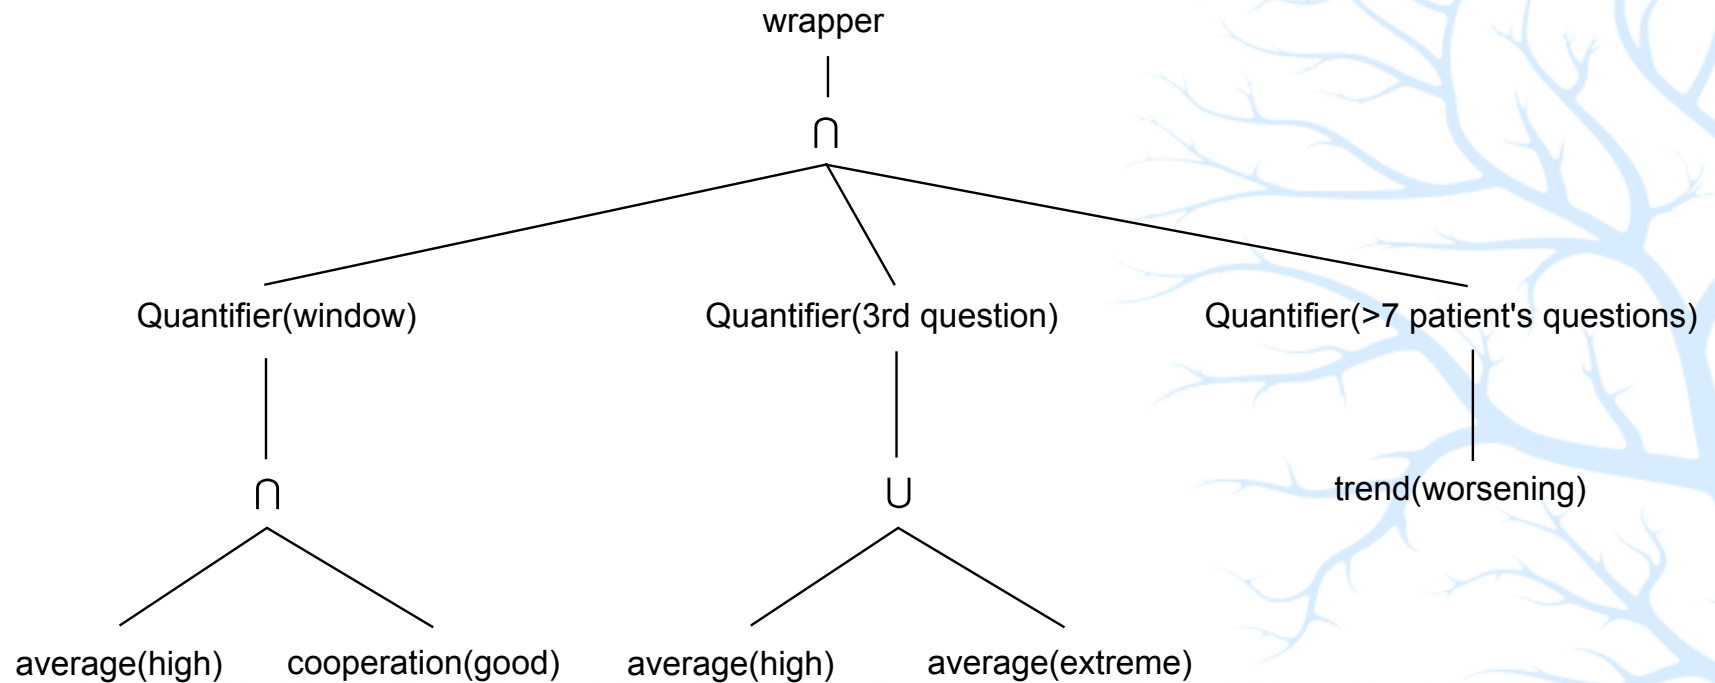 wrapper
∩
Quantifier(window) Quantifier(3rd question) Quantifier(>7 patient's questions)
∩ ∪ trend(worsening)
average(high) cooperation(good) average(high) average(extreme)